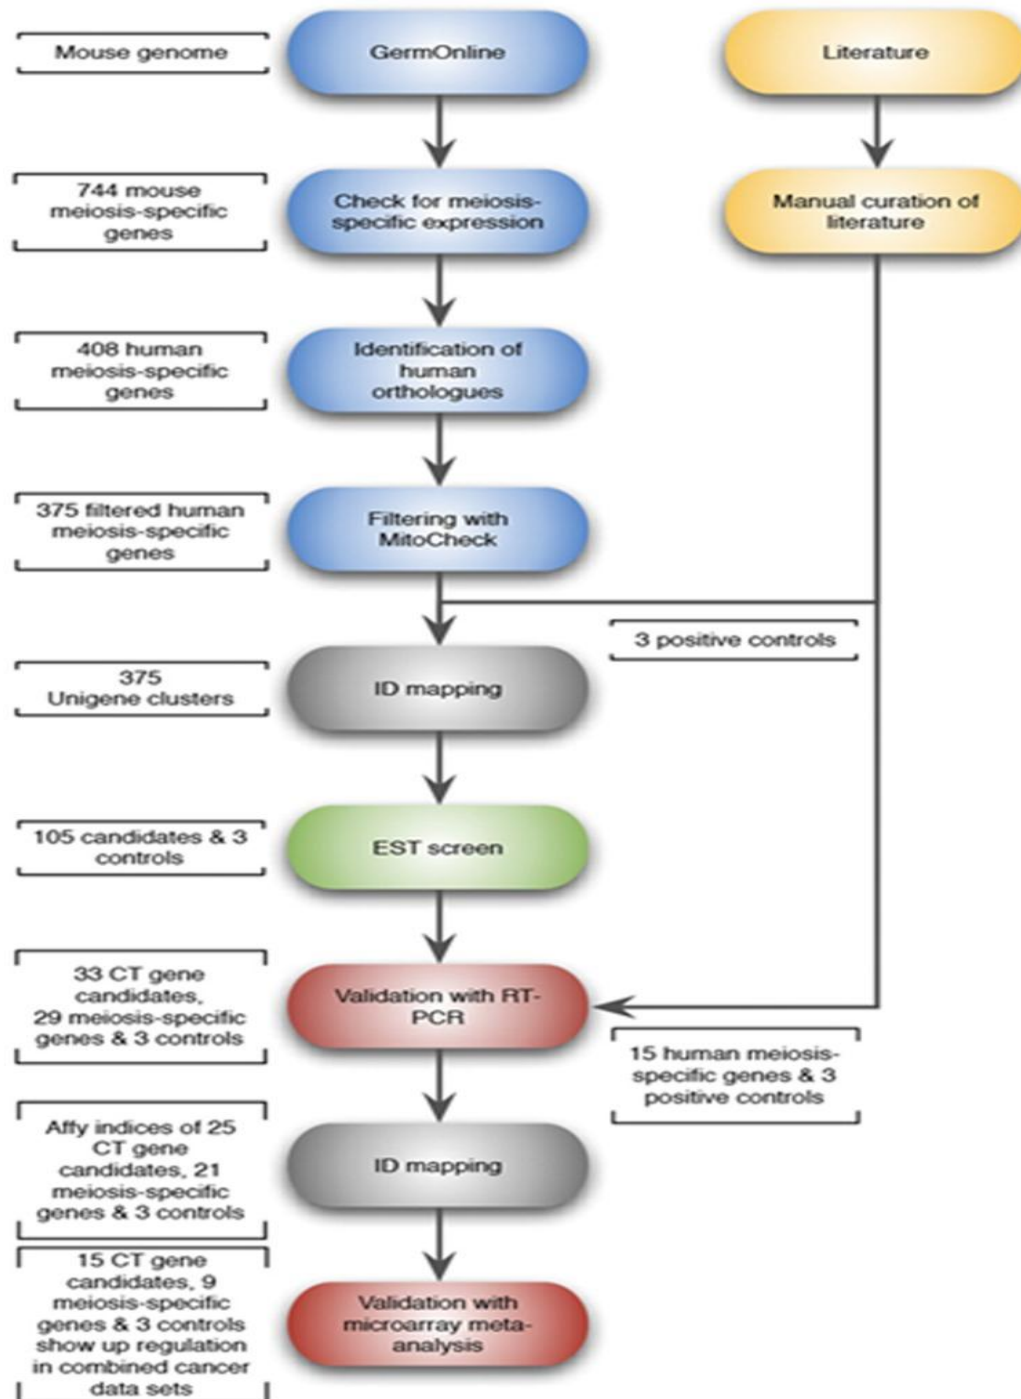 Mouse genome
GermOnline
Literature
744 mouse
meiosis-specific
genes
Check for meiosis-
specific expression
Manual curation of
literature
408 human
meiosis-specific
genes
Identification of
human
orthologues
375 filtered human
meiosis-specific
genes
Filtering with
MitoCheck
3 positive controls
375
Unigene clusters
ID mapping
105 candidates & 3
controls
EST screen
33 CT gene
candidates,
29 meiosis-specific
genes & 3 controls
Validation with RT-
PCR
15 human meiosis-
specific genes & 3
positive controls
Affy indices of 25
CT gene
candidates, 21
meiosis-specific
genes & 3 controls
ID mapping
15 CT gene
candidates, 9
meiosis-specific
genes & 3 controls
show up regulation
in combined cancer
data sets
Validation with
microarray meta-
analysis